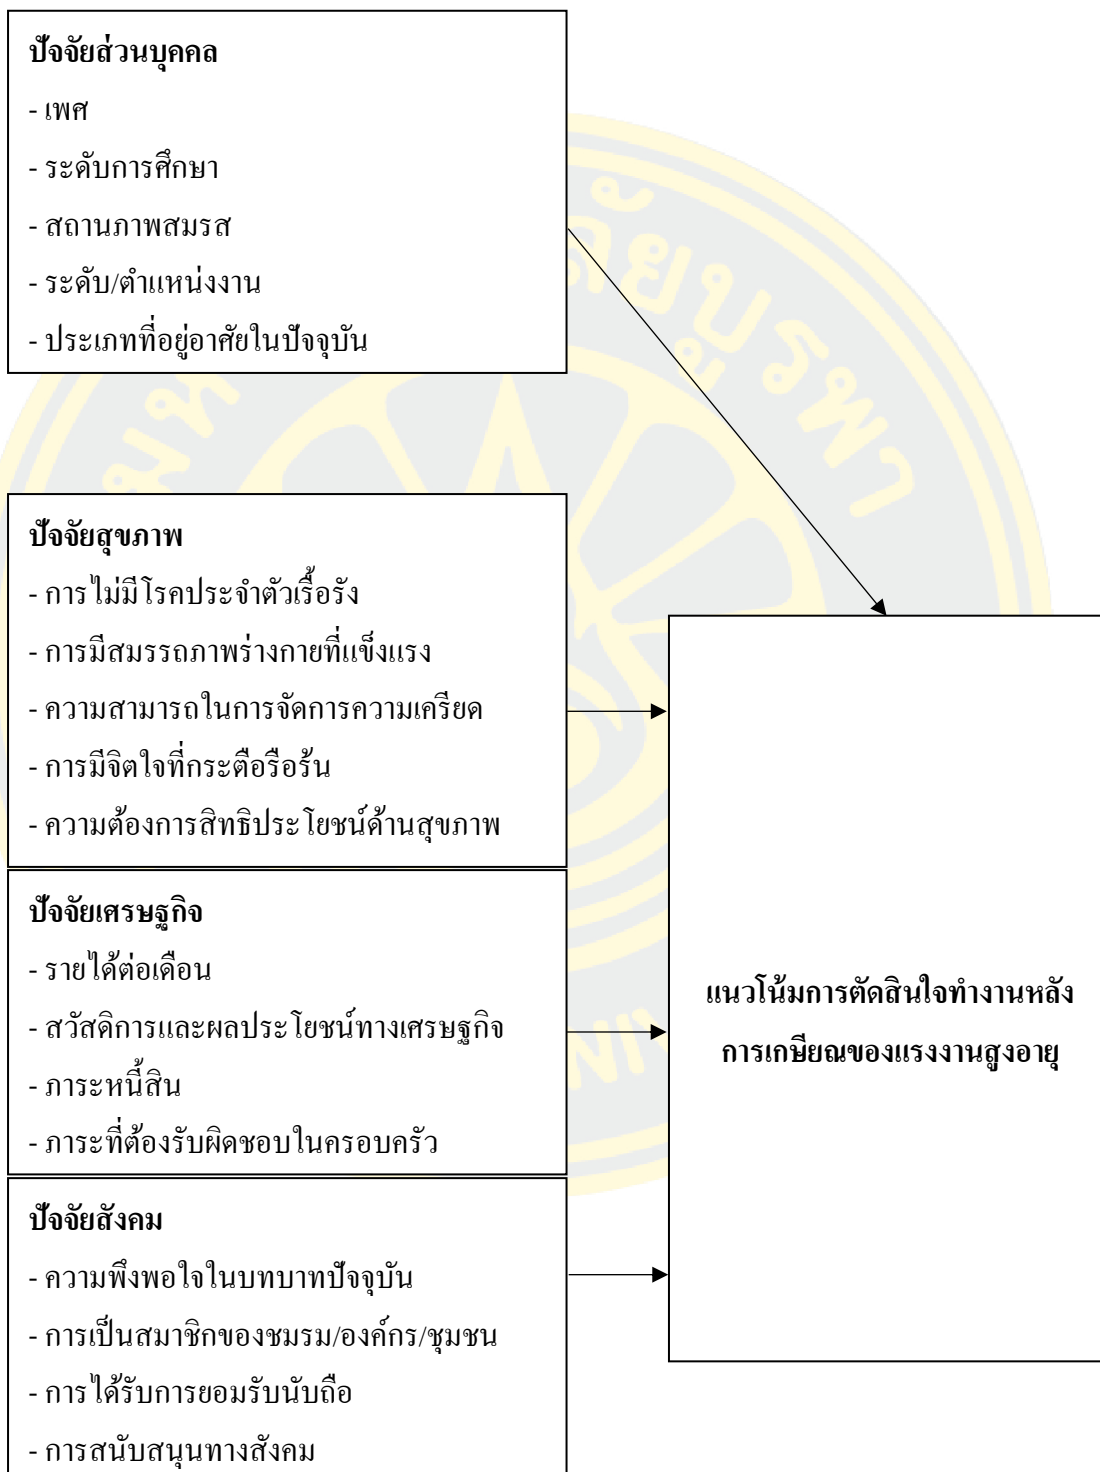 ปัจจัยส่วนบุคคล
- เพศ
- ระดับการศึกษา
- สถานภาพสมรส
- ระดับ/ตำแหน่งงาน
- ประเภทที่อยู่อาศัยในปัจจุบัน
ปัจจัยสุขภาพ
- การไม่มีโรคประจำตัวเรื้อรัง
- การมีสมรรถภาพร่างกายที่แข็งแรง
- ความสามารถในการจัดการความเครียด
- การมีจิตใจที่กระตือรือร้น
- ความต้องการสิทธิประโยชน์ด้านสุขภาพ
ปัจจัยเศรษฐกิจ
- รายได้ต่อเดือน
- สวัสดิการและผลประโยชน์ทางเศรษฐกิจ
- ภาระหนี้สิน
- ภาระที่ต้องรับผิดชอบในครอบครัว
ปัจจัยสังคม
- ความพึงพอใจในบทบาทปัจจุบัน
- การเป็นสมาชิกของชมรม/องค์กร/ชุมชน
- การได้รับการยอมรับนับถือ
- การสนับสนุนทางสังคม
แนวโน้มการตัดสินใจทำงานหลัง
การเกษียณของแรงงานสูงอายุ